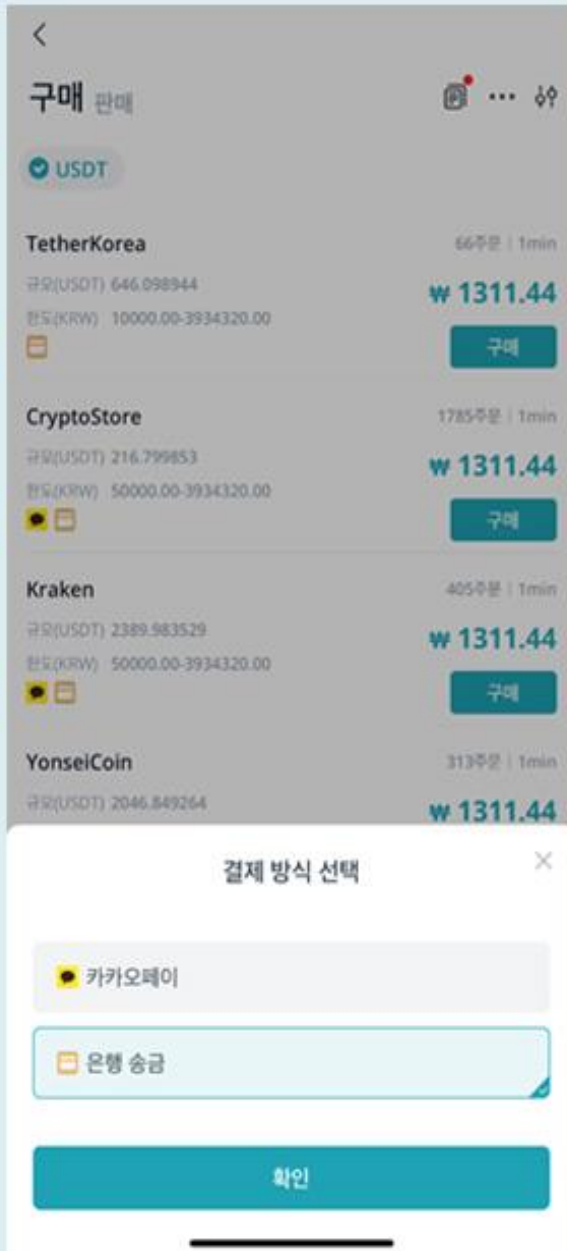 구매 판매
USDT
TetherKorea 66주문 | 1min
규모(USDT) 646.098944
₩ 1311.44
한도(KRW) 10000.00-3934320.00
구매
CryptoStore 1785주문 | 1min
규모(USDT) 216.799853
₩ 1311.44
한도(KRW) 50000.00-3934320.00
구매
Kraken 405주문 | 1min
규모(USDT) 2389.983529
₩ 1311.44
한도(KRW) 50000.00-3934320.00
구매
YonseiCoin 313주문 | 1min
규모(USDT) 2046.849264
₩ 1311.44
결제 방식 선택
카카오페이
은행 송금
확인